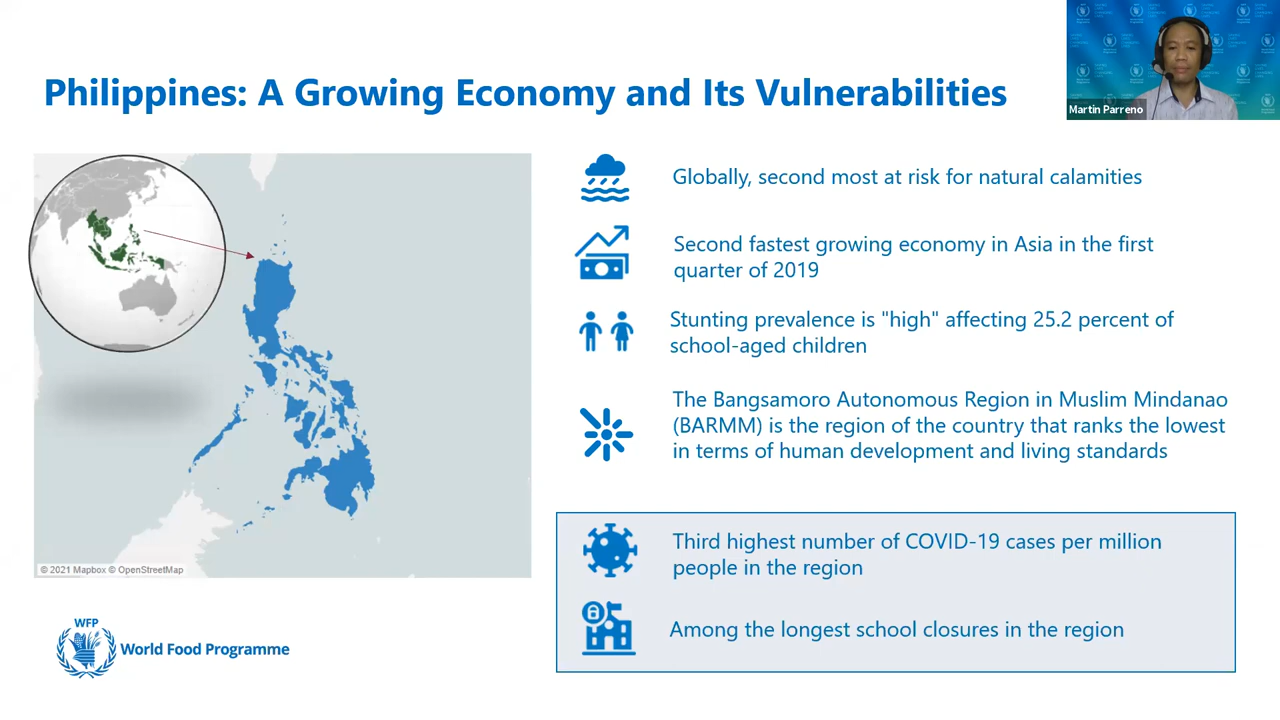 Philippines: A Growing Economy and Its Vulnerabilities
Martin Parreno
Globally, second most at risk for natural calamities
Second fastest growing economy in Asia in the first
quarter of 2019
Stunting prevalence is "high" affecting 25.2 percent of
school-aged children
The Bangsamoro Autonomous Region in Muslim Mindanao
(BARMM) is the region of the country that ranks the lowest
in terms of human development and living standards
Third highest number of COVID-19 cases per million
people in the region
Among the longest school closures in the region
© 2021 Mapbox © OpenStreetMap
WFP
World Food Programme